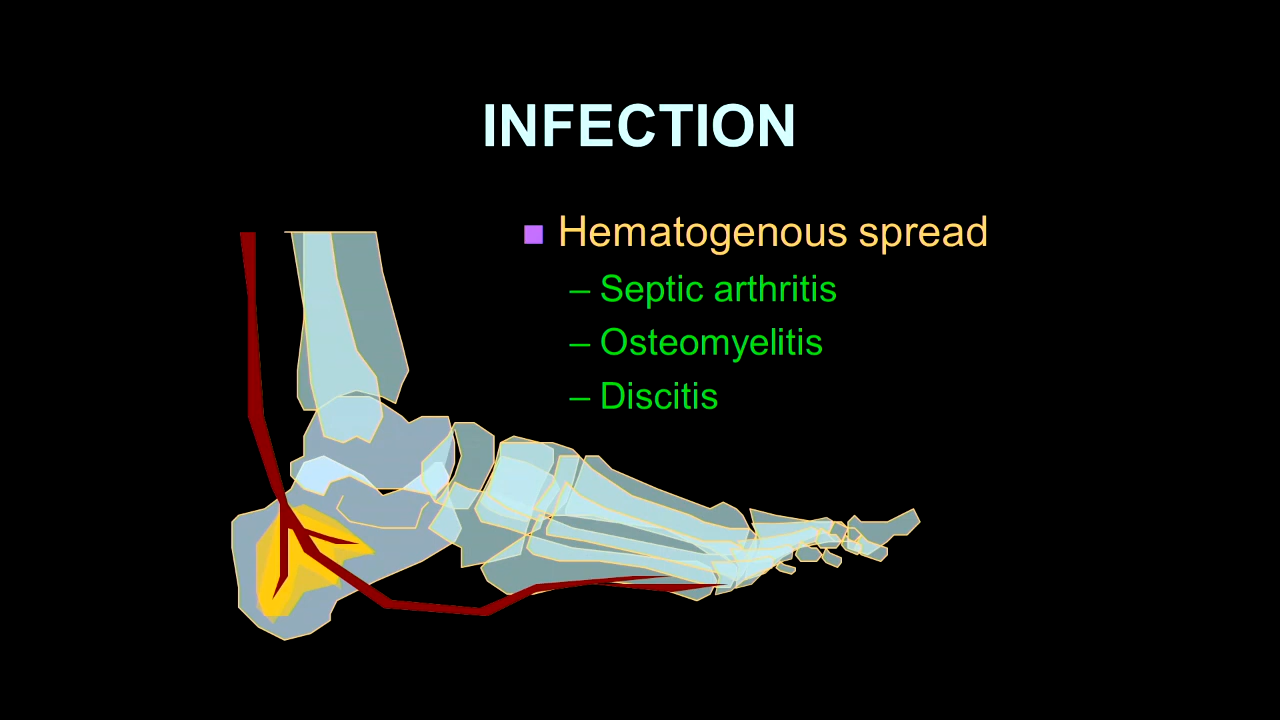 INFECTION
■ Hematogenous spread
– Septic arthritis
– Osteomyelitis
– Discitis